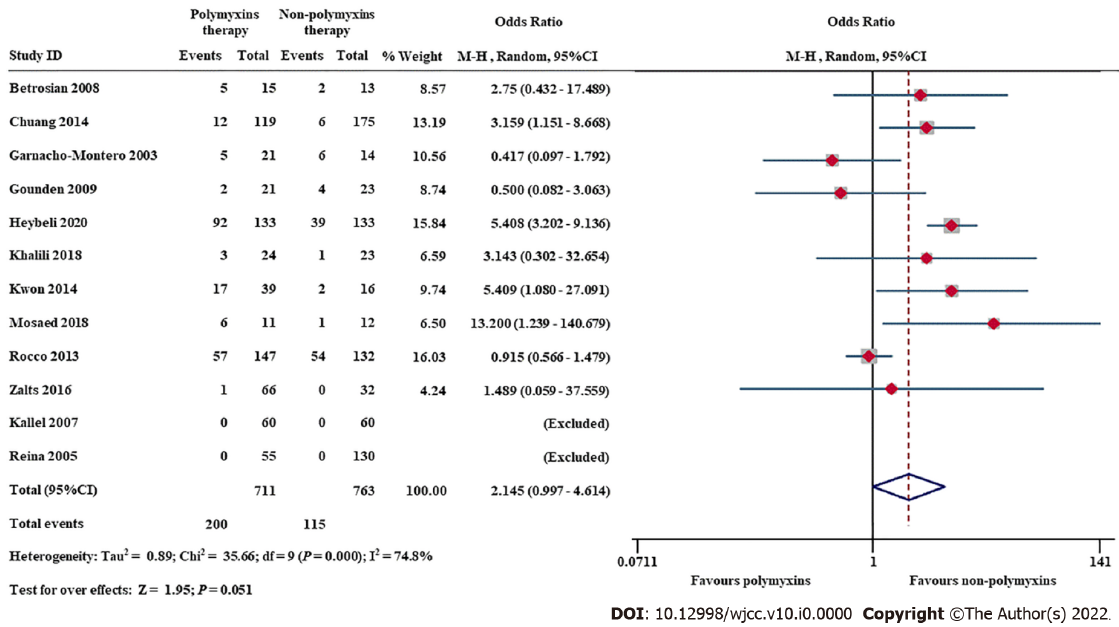 Polymyxins therapy Non-polymyxins therapy Odds Ratio Odds Ratio
Study ID Events Total Events Total % Weight M-H , Random, 95%CI M-H , Random, 95%CI
Betrosian 2008 5 15 2 13 8.57 2.75 (0.432 - 17.489)
Chuang 2014 12 119 6 175 13.19 3.159 (1.151 - 8.668)
Garnacho-Montero 2003 5 21 6 14 10.56 0.417 (0.097 - 1.792)
Gounden 2009 2 21 4 23 8.74 0.500 (0.082 - 3.063)
Heybeli 2020 92 133 39 133 15.84 5.408 (3.202 - 9.136)
Khalili 2018 3 24 1 23 6.59 3.143 (0.302 - 32.654)
Kwon 2014 17 39 2 16 9.74 5.409 (1.080 - 27.091)
Mosaed 2018 6 11 1 12 6.50 13.200 (1.239 - 140.679)
Rocco 2013 57 147 54 132 16.03 0.915 (0.566 - 1.479)
Zalts 2016 1 66 0 32 4.24 1.489 (0.059 - 37.559)
Kallel 2007 0 60 0 60 (Excluded)
Reina 2005 0 55 0 130 (Excluded)
Total (95%CI) 711 763 100.00 2.145 (0.997 - 4.614)
Total events 200 115
Heterogeneity: Tau² = 0.89; Chi² = 35.66; df = 9 (P = 0.000); I² = 74.8%
Test for over effects: Z = 1.95; P = 0.051
0.0711 1 141
Favours polymyxins Favours non-polymyxins
DOI: 10.12998/wjcc.v10.i0.0000 Copyright ©The Author(s) 2022.